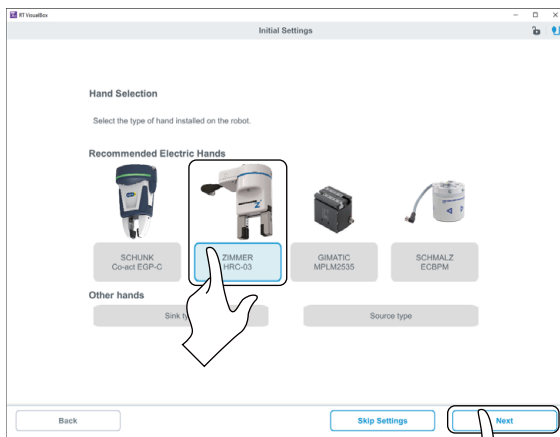 RT VisualBox
Initial Settings
Hand Selection
Select the type of hand installed on the robot.
Recommended Electric Hands
SCHUNK
Co-act EGP-C
ZIMMER
HRC-03
GIMATIC
MPLM2535
SCHMALZ
ECBPM
Other hands
Sink
Source type
Back
Skip Settings
Next